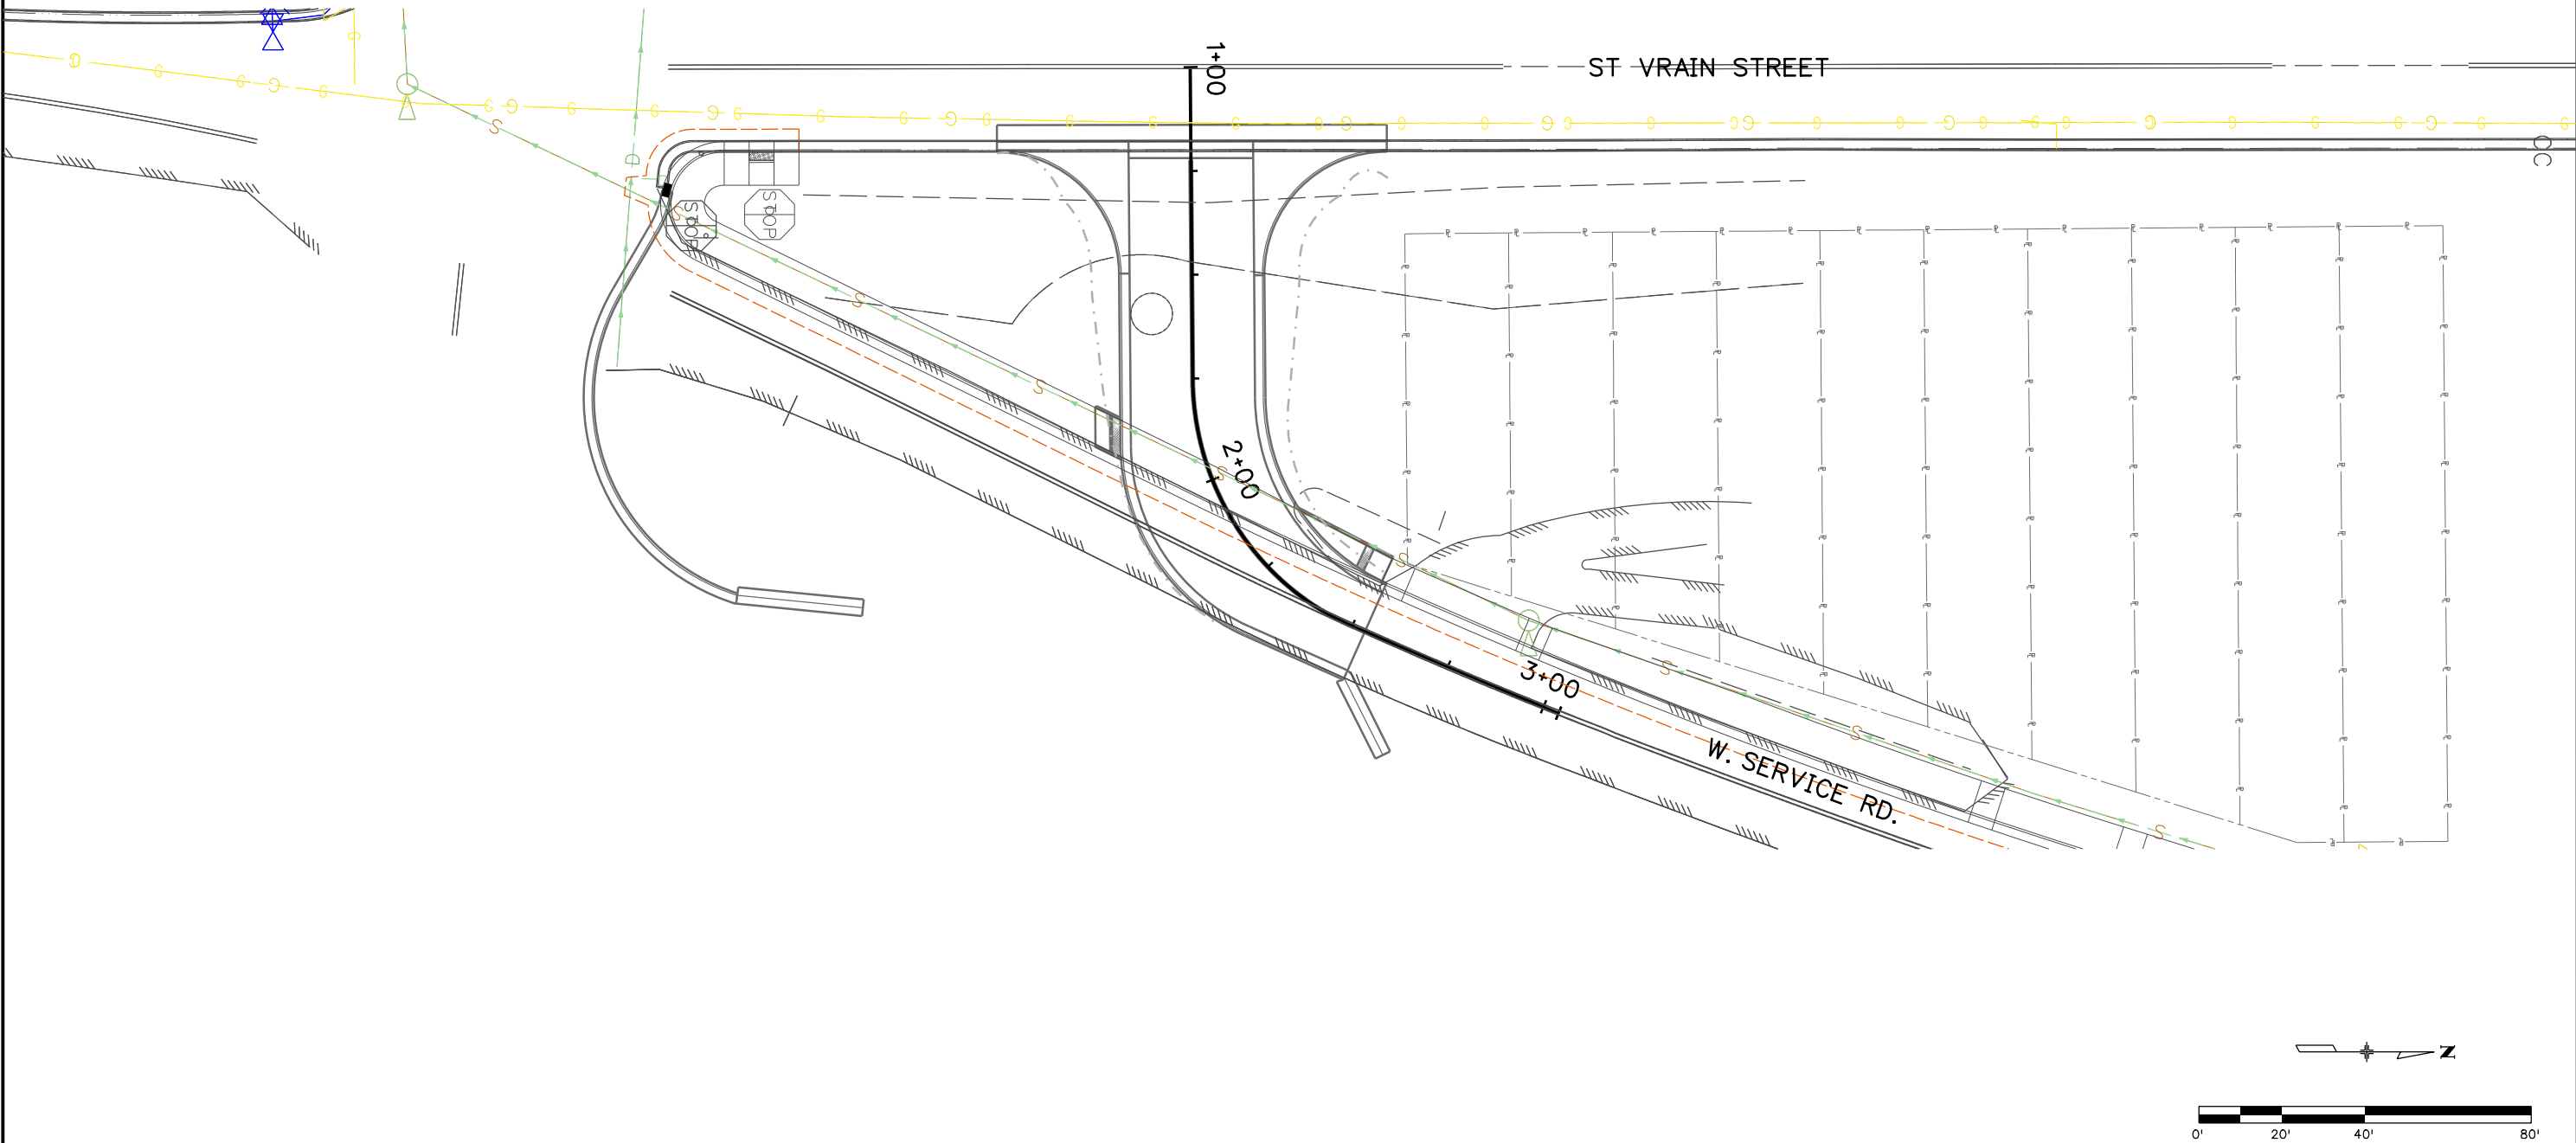 1+00
ST VRAIN STREET
STOP
STOP
2+00
3+00
W. SERVICE RD.
N
0' 20' 40' 80'